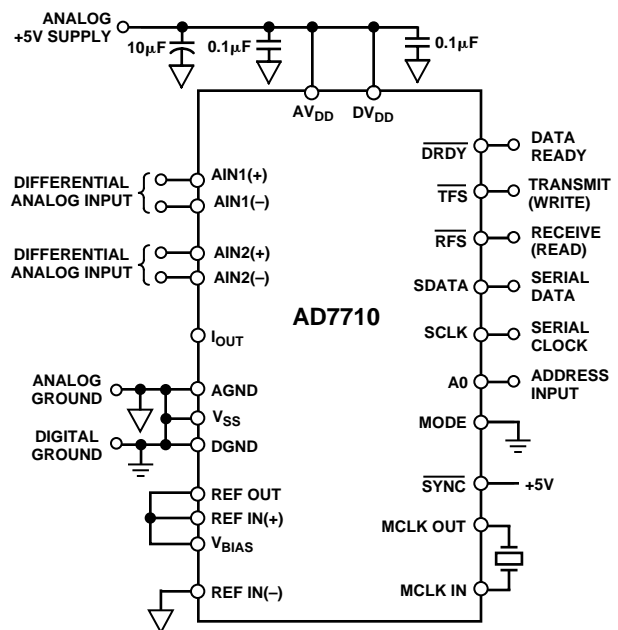 ANALOG
+5V SUPPLY
10µF
0.1µF
0.1µF
AVDD
DVDD
DIFFERENTIAL
ANALOG INPUT
AIN1(+)
AIN1(–)
DIFFERENTIAL
ANALOG INPUT
AIN2(+)
AIN2(–)
IOUT
ANALOG
GROUND
AGND
VSS
DIGITAL
GROUND
DGND
REF OUT
REF IN(+)
VBIAS
REF IN(–)
AD7710
DRDY
DATA
READY
TFS
TRANSMIT
(WRITE)
RFS
RECEIVE
(READ)
SDATA
SERIAL
DATA
SCLK
SERIAL
CLOCK
A0
ADDRESS
INPUT
MODE
SYNC
+5V
MCLK OUT
MCLK IN